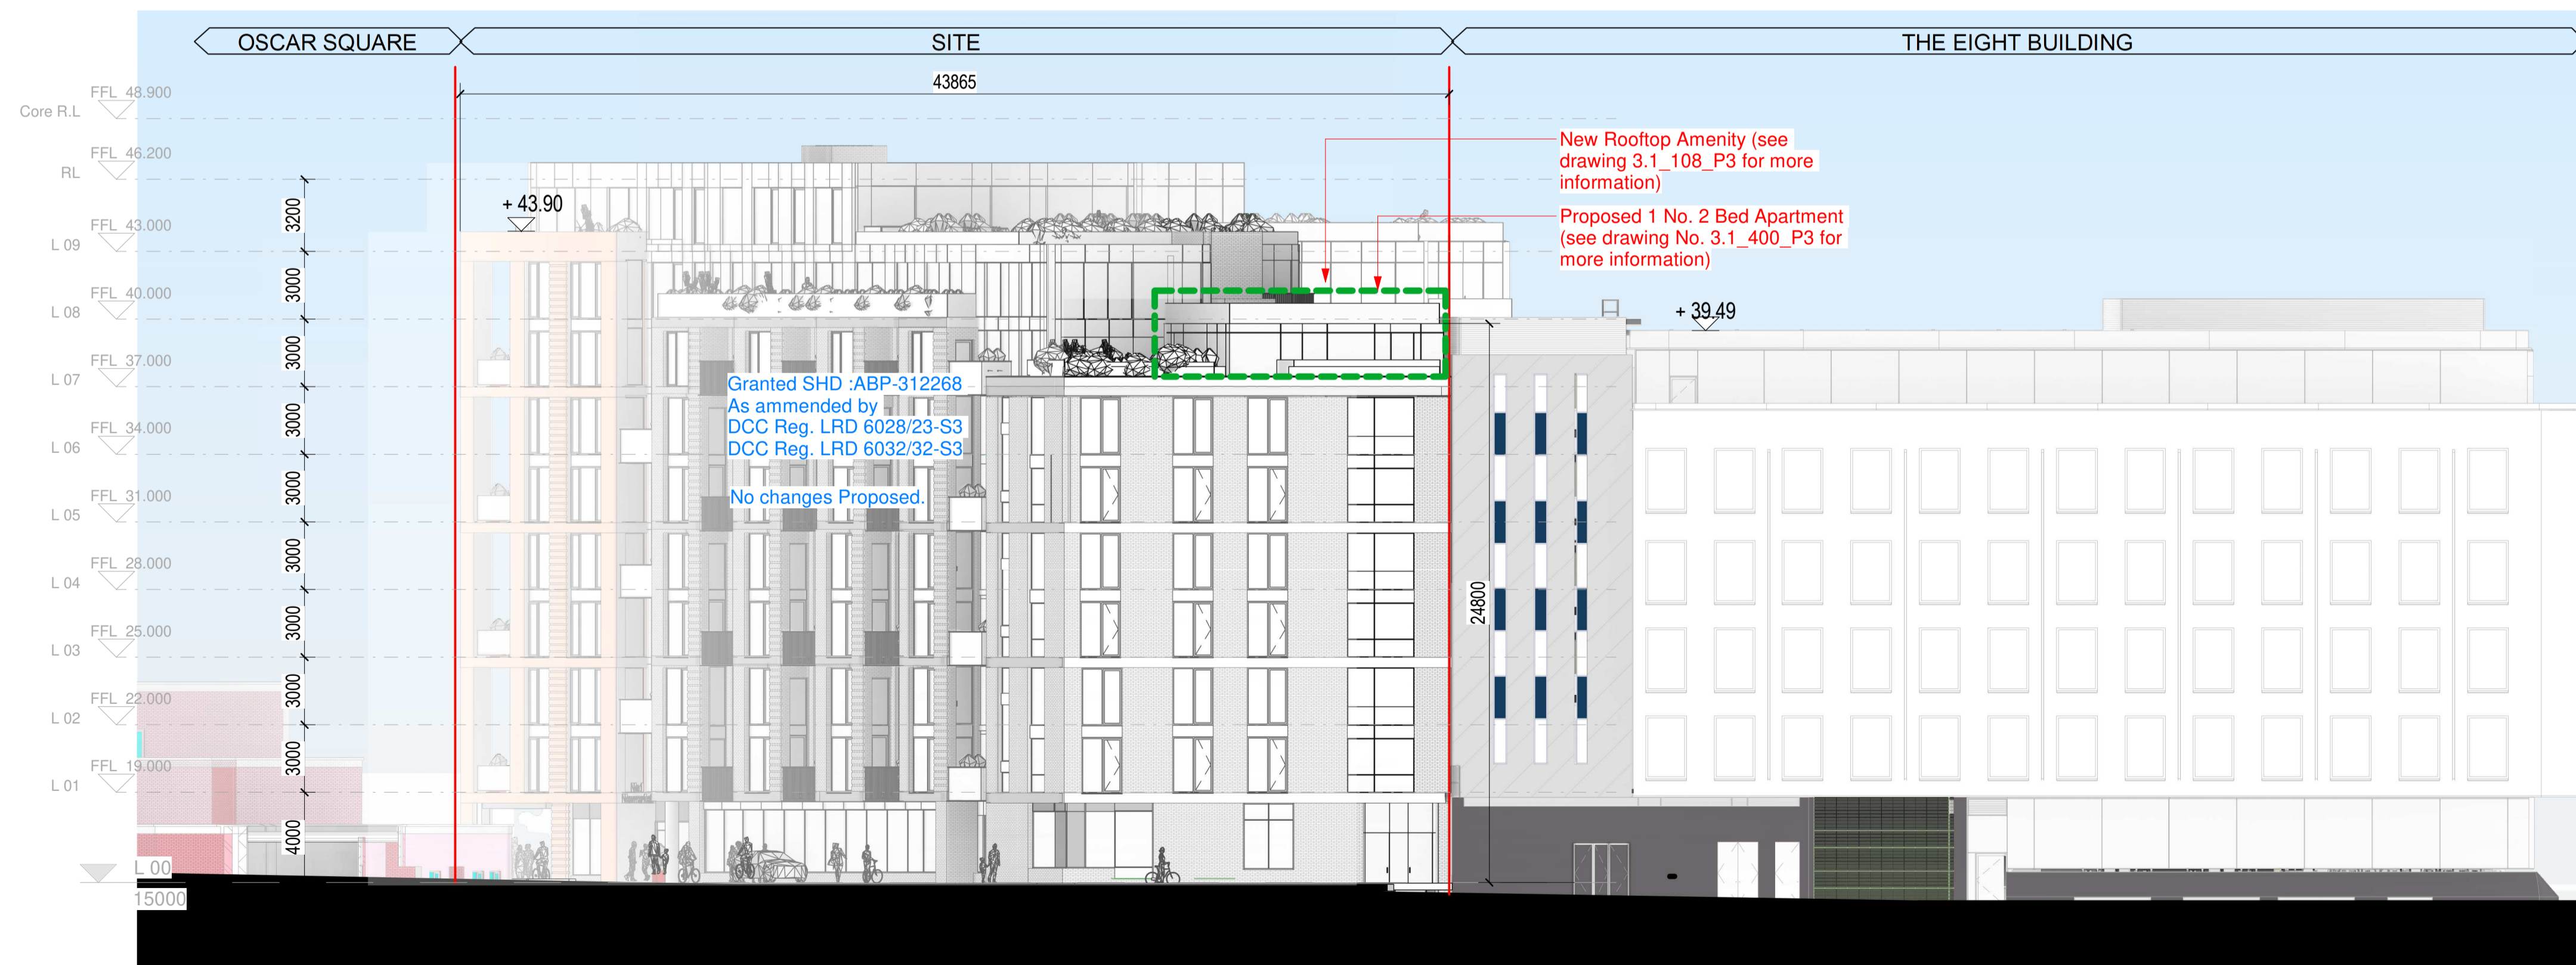 OSCAR SQUARE
SITE
THE EIGHT BUILDING
43865
FFL 48.900
Core R.L
FFL 46.200
RL
New Rooftop Amenity (see
drawing 3.1_108_P3 for more
information)
+ 43.90
3200
FFL 43.000
L 09
Proposed 1 No. 2 Bed Apartment
(see drawing No. 3.1_400_P3 for
more information)
3000
FFL 40.000
L 08
+ 39.49
3000
FFL 37.000
L 07
Granted SHD :ABP-312268
As ammended by
DCC Reg. LRD 6028/23-S3
DCC Reg. LRD 6032/32-S3
No changes Proposed.
3000
FFL 34.000
L 06
3000
FFL 31.000
L 05
3000
FFL 28.000
L 04
24800
3000
FFL 25.000
L 03
3000
FFL 22.000
L 02
3000
FFL 19.000
L 01
4000
L 00
15000